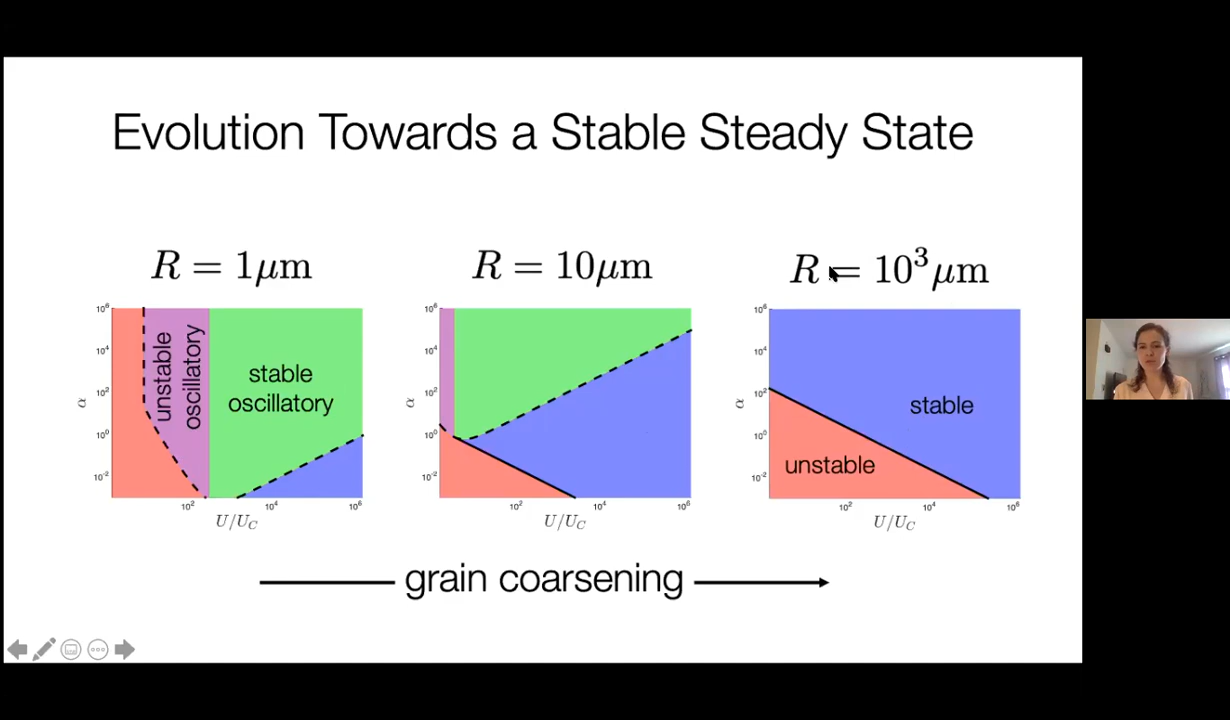 Evolution Towards a Stable Steady State
R = 1μm
R = 10μm
R = 10³μm
10⁶
10⁴
10²
10⁰
10⁻²
α
unstable
oscillatory
stable
oscillatory
10²
10⁴
10⁶
U/U_C
10⁶
10⁴
10²
10⁰
10⁻²
α
10²
10⁴
10⁶
U/U_C
10⁶
10⁴
10²
10⁰
10⁻²
α
stable
unstable
10²
10⁴
10⁶
U/U_C
grain coarsening